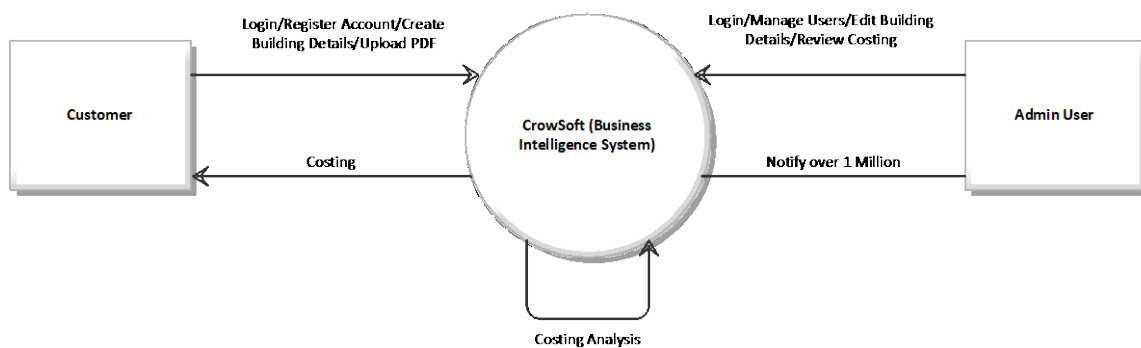 Login/Register Account/Create
Building Details/Upload PDF
Login/Manage Users/Edit Building
Details/Review Costing
Customer
CrowSoft (Business
Intelligence System)
Admin User
Costing
Notify over 1 Million
Costing Analysis